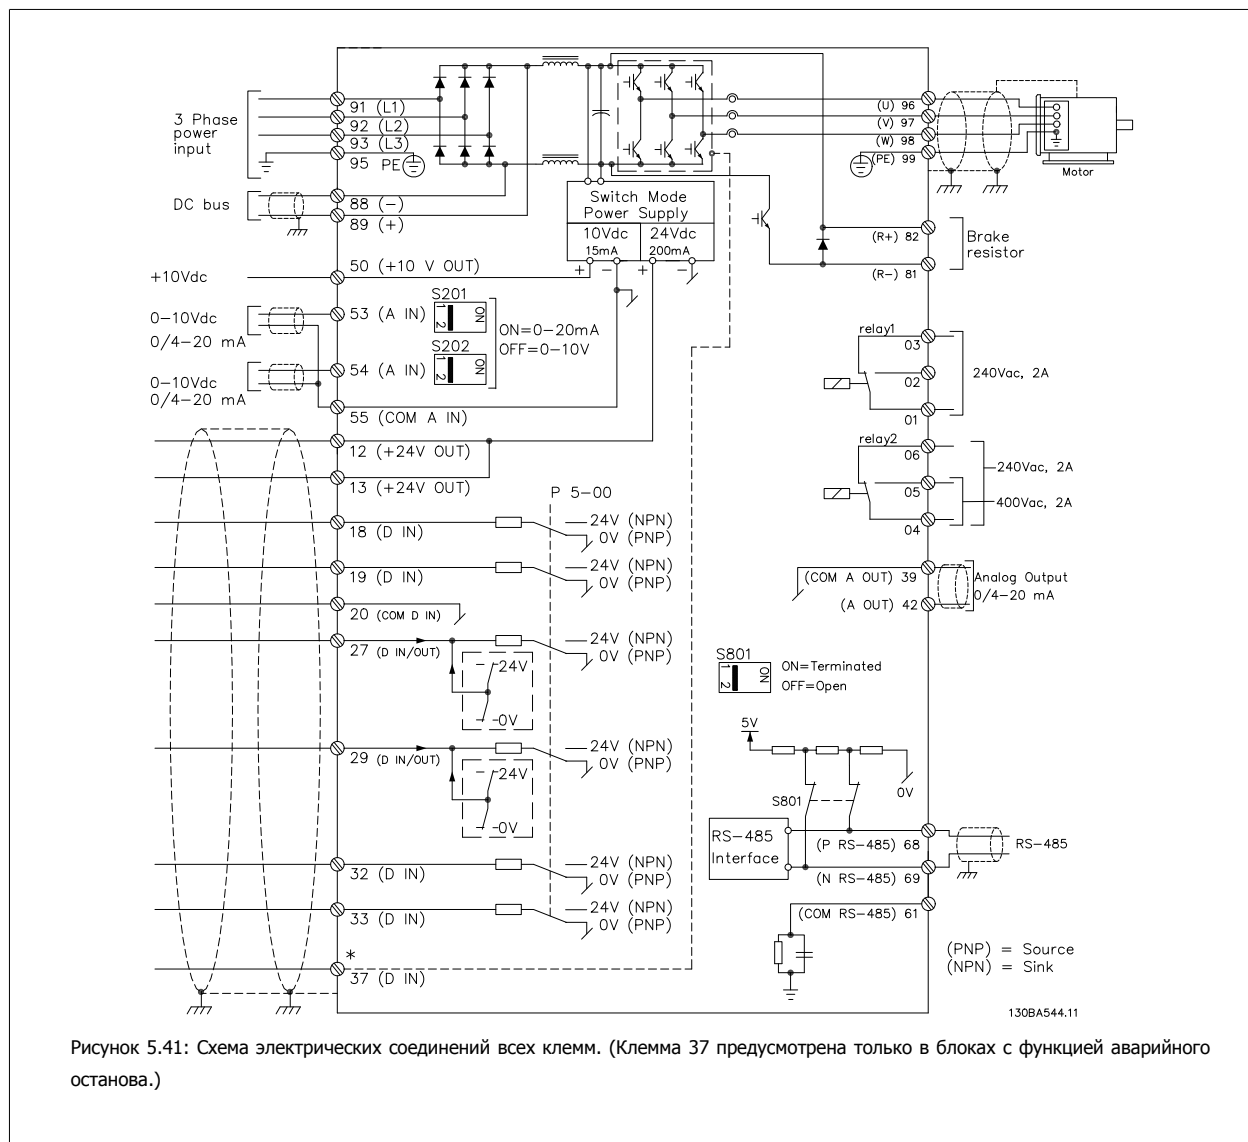 3 Phase
power
input
91 (L1)
92 (L2)
93 (L3)
95 PE
DC bus
88 (−)
89 (+)
+10Vdc
50 (+10 V OUT)
0−10Vdc
0/4−20 mA
53 (A IN)
S201
1 2
ON
ON=0−20mA
OFF=0−10V
S202
1 2
ON
0−10Vdc
0/4−20 mA
54 (A IN)
55 (COM A IN)
12 (+24V OUT)
13 (+24V OUT)
P 5-00
18 (D IN)
24V (NPN)
0V (PNP)
19 (D IN)
24V (NPN)
0V (PNP)
20 (COM D IN)
27 (D IN/OUT)
24V (NPN)
0V (PNP)
24V
0V
29 (D IN/OUT)
24V (NPN)
0V (PNP)
24V
0V
32 (D IN)
24V (NPN)
0V (PNP)
33 (D IN)
24V (NPN)
0V (PNP)
*
37 (D IN)
Switch Mode
Power Supply
10Vdc
15mA
24Vdc
200mA
+ − + −
(U) 96
(V) 97
(W) 98
(PE) 99
Motor
(R+) 82
(R−) 81
Brake
resistor
relay1
03
02
01
240Vac, 2A
relay2
06
05
04
240Vac, 2A
400Vac, 2A
(COM A OUT) 39
(A OUT) 42
Analog Output
0/4−20 mA
S801
1 2
ON
ON=Terminated
OFF=Open
5V
0V
S801
RS−485
Interface
(P RS−485) 68
(N RS−485) 69
(COM RS−485) 61
RS−485
(PNP) = Source
(NPN) = Sink
130BA544.11
Рисунок 5.41: Схема электрических соединений всех клемм. (Клемма 37 предусмотрена только в блоках с функцией аварийного
останова.)